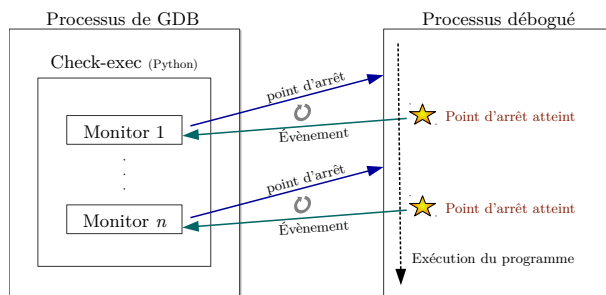 Processus de GDB
Processus débogué
Check-exec (Python)
point d'arrêt
Monitor 1
Évènement
Point d'arrêt atteint
point d'arrêt
Monitor n
Évènement
Point d'arrêt atteint
Exécution du programme